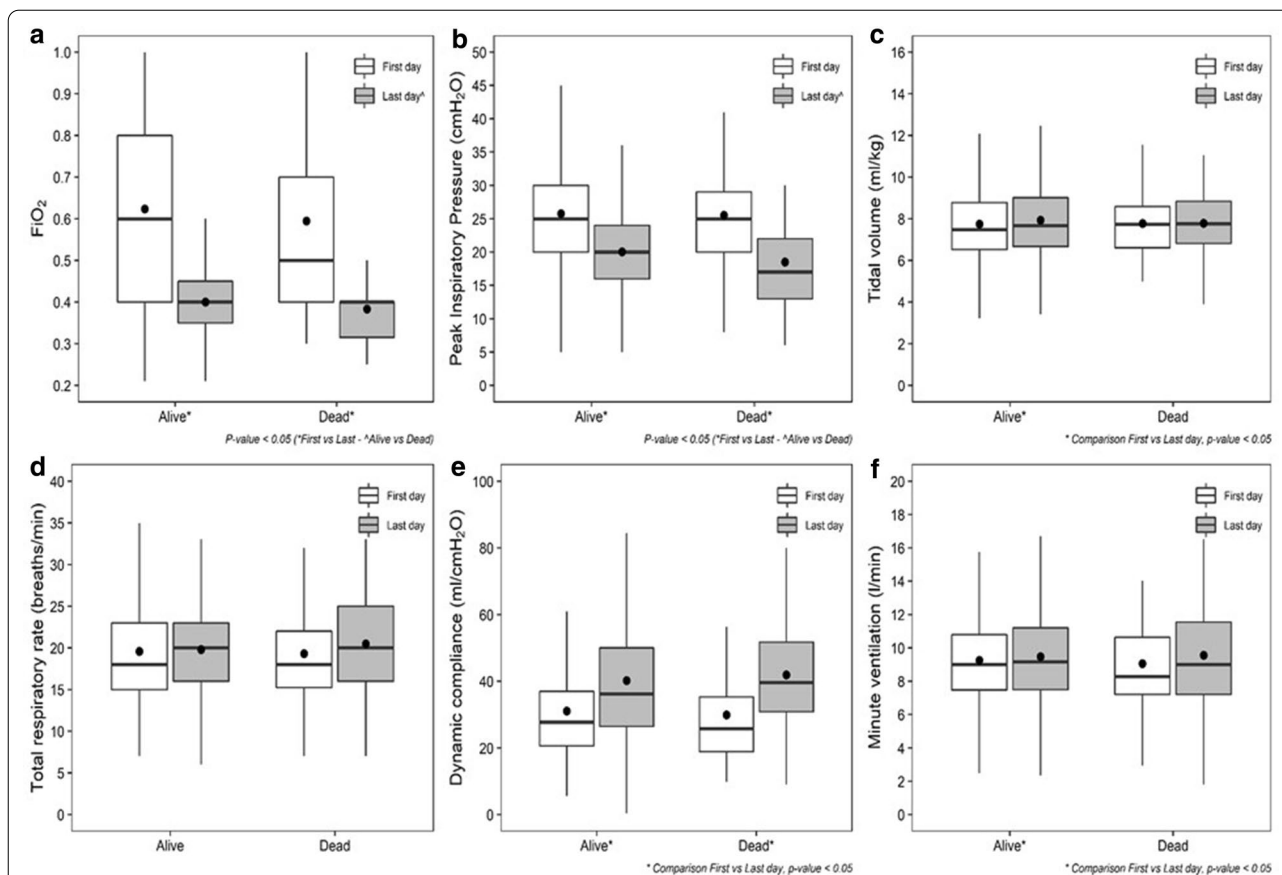 a
1.0
0.9
0.8
0.7
0.6
0.5
0.4
0.3
0.2
FiO₂
First day
Last day^
Alive*
Dead*
P-value < 0.05 (*First vs Last - ^Alive vs Dead)
b
50
45
40
35
30
25
20
15
10
5
0
Peak Inspiratory Pressure (cmH₂O)
First day
Last day^
Alive*
Dead*
P-value < 0.05 (*First vs Last - ^Alive vs Dead)
c
16
14
12
10
8
6
4
2
0
Tidal volume (ml/kg)
First day
Last day
Alive*
Dead
* Comparison First vs Last day, p-value < 0.05
d
40
35
30
25
20
15
10
5
0
Total respiratory rate (breaths/min)
First day
Last day
Alive
Dead
e
100
80
60
40
20
0
Dynamic compliance (ml/cmH₂O)
First day
Last day
Alive*
Dead*
* Comparison First vs Last day, p-value < 0.05
f
20
18
16
14
12
10
8
6
4
2
0
Minute ventilation (l/min)
First day
Last day
Alive*
Dead
* Comparison First vs Last day, p-value < 0.05